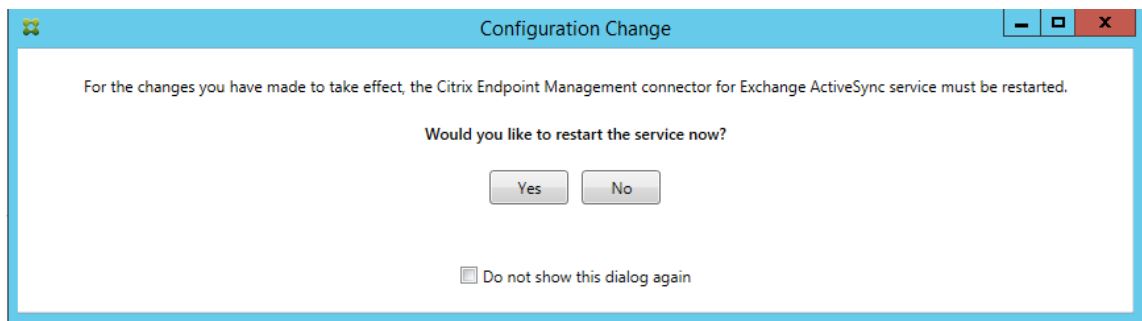 Configuration Change
For the changes you have made to take effect, the Citrix Endpoint Management connector for Exchange ActiveSync service must be restarted.
Would you like to restart the service now?
Yes No
Do not show this dialog again